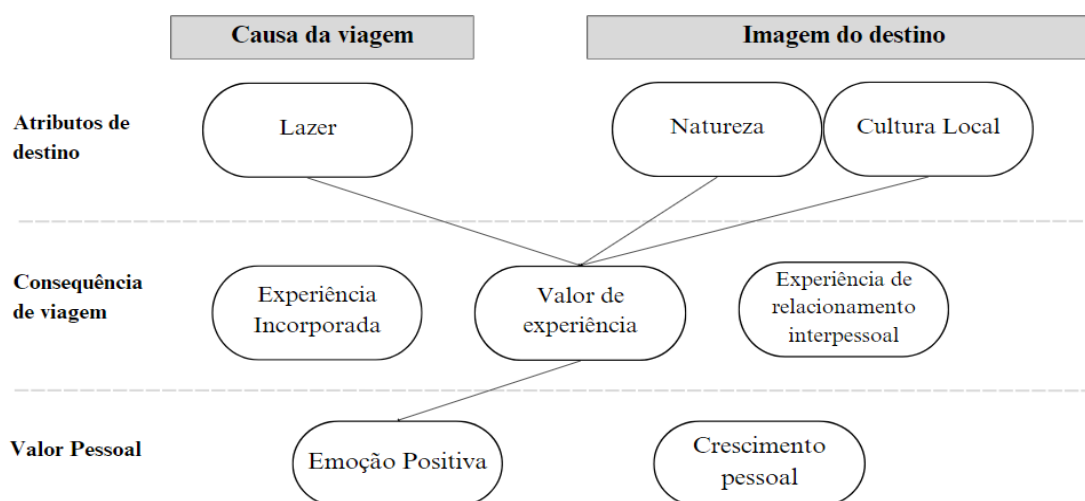 Causa da viagem
Imagem do destino
Atributos de
destino
Lazer
Natureza
Cultura Local
Consequência
de viagem
Experiência
Incorporada
Valor de
experiência
Experiência de
relacionamento
interpessoal
Valor Pessoal
Emoção Positiva
Crescimento
pessoal